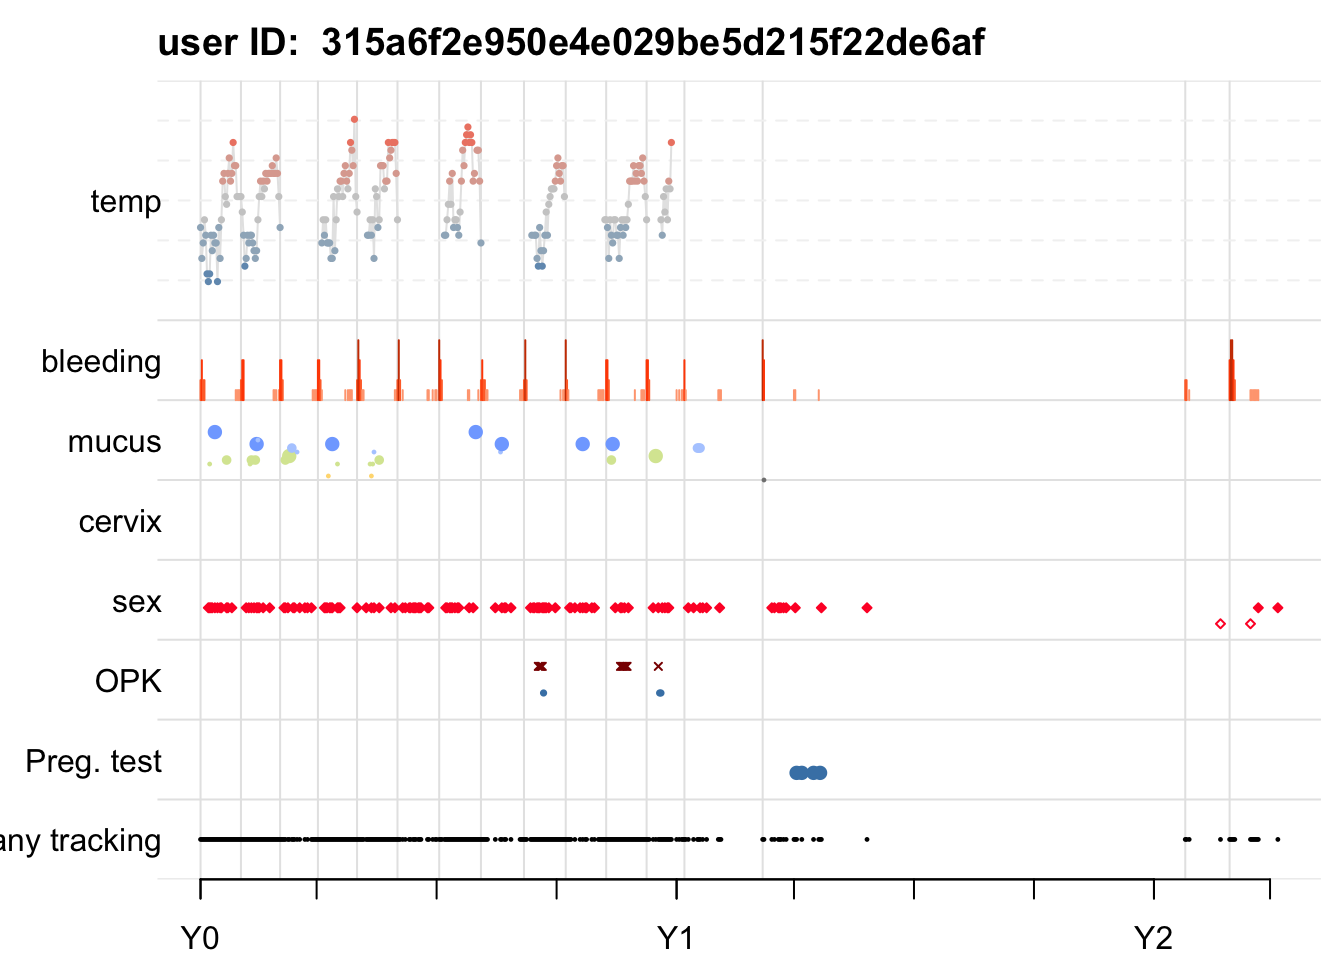 user ID:  315a6f2e950e4e029be5d215f22de6af
temp
bleeding
mucus
cervix
sex
OPK
Preg. test
any tracking
Y0 Y1 Y2